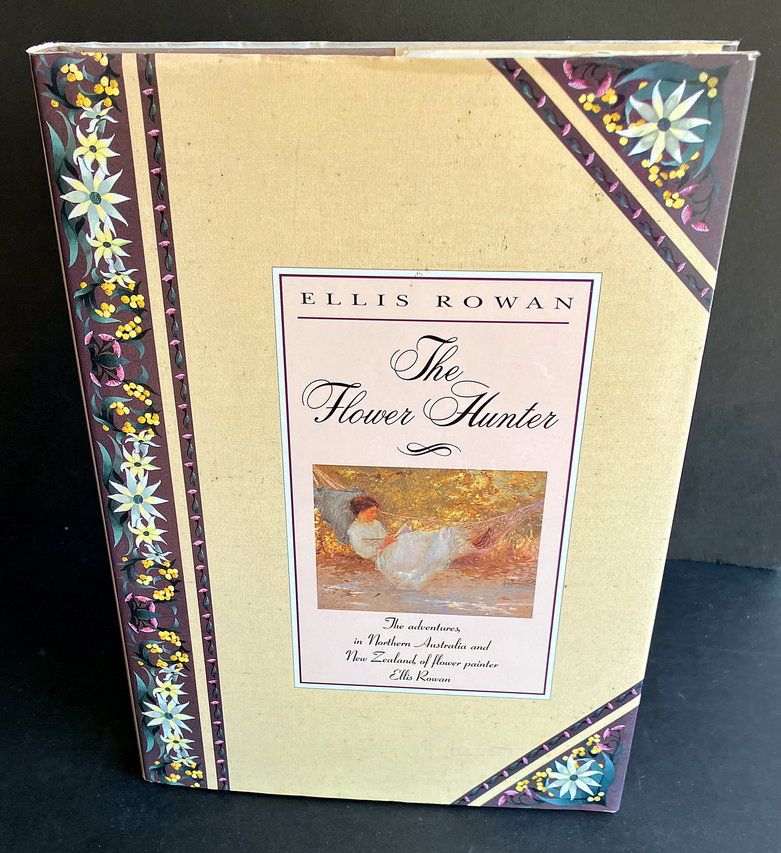 ELLIS ROWAN
The
Flower Hunter
The adventures,
in Northern Australia and
New Zealand, of flower painter
Ellis Rowan